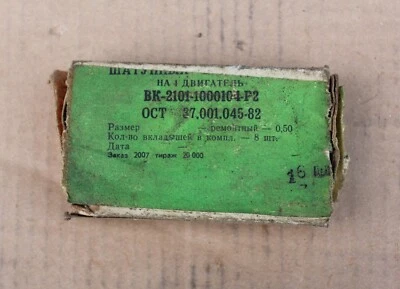 ШАТУННЫЕ
НА 1 ДВИГАТЕЛЬ
ВК-2101-1000104-Р2
ОСТ 37.001.045-82
Размер — ремонтный — 0,50
Кол-во вкладышей в компл. — 8 шт.
Дата —
Заказ 2007 тираж 20 000
16